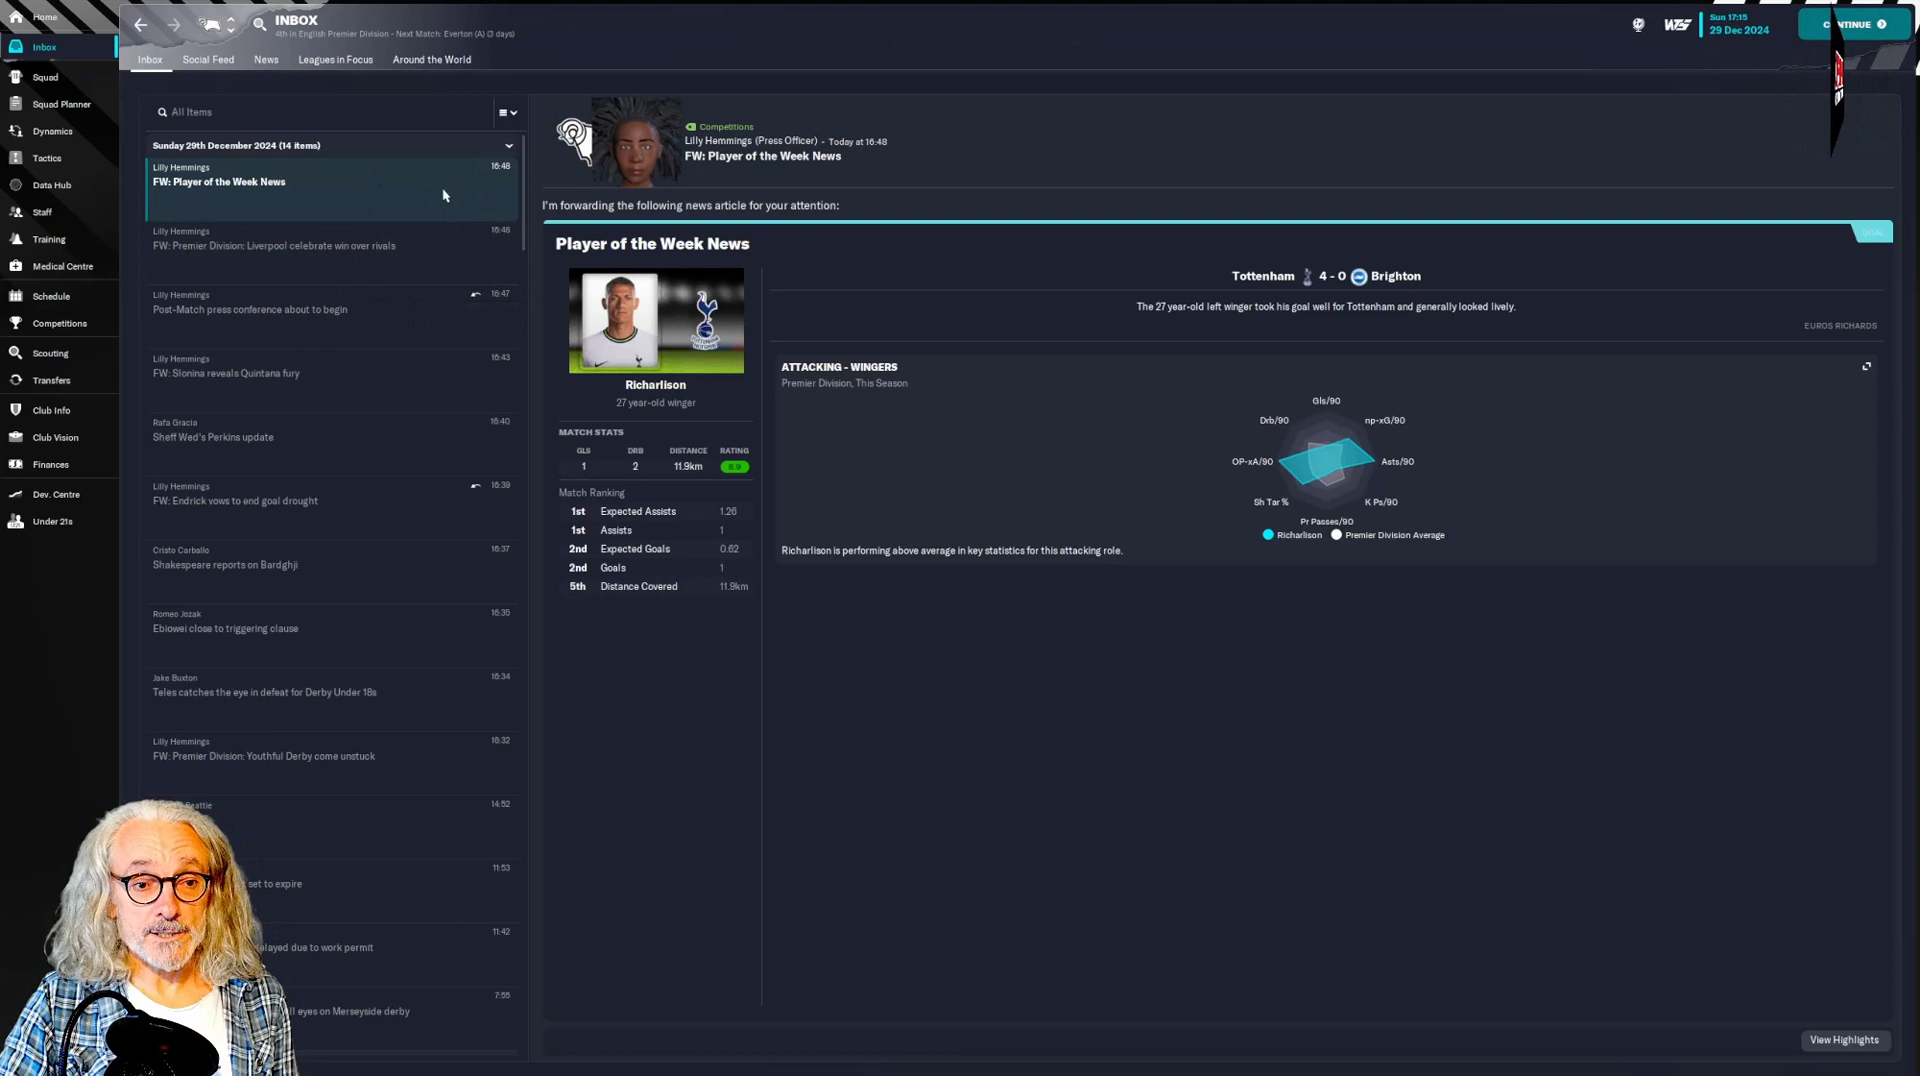 Home
INBOX
4th in English Premier Division - Next Match: Everton (A) (3 days)
Sun 17:15
29 Dec 2024
Inbox
Squad
Squad Planner
Dynamics
Tactics
Data Hub
Staff
Training
Medical Centre
Schedule
Competitions
Scouting
Transfers
Club Info
Club Vision
Finances
Dev. Centre
Under 21s
Inbox Social Feed News Leagues in Focus Around the World
All Items
Sunday 29th December 2024 (14 items)
Lilly Hemmings 16:48
FW: Player of the Week News
Lilly Hemmings 16:48
FW: Premier Division: Liverpool celebrate win over rivals
Lilly Hemmings 16:47
Post-Match press conference about to begin
Lilly Hemmings 16:43
FW: Slonina reveals Quintana fury
Rafa Gracia 16:40
Sheff Wed's Perkins update
Lilly Hemmings 16:39
FW: Endrick vows to end goal drought
Cristo Carballo 16:37
Shakespeare reports on Bardghji
Romeo Jozak 16:35
Ebiowei close to triggering clause
Jake Buxton 16:34
Teles catches the eye in defeat for Derby Under 18s
Lilly Hemmings 16:32
FW: Premier Division: Youthful Derby come unstuck
Beattie 14:52
11:53
set to expire
11:42
elayed due to work permit
7:55
eyes on Merseyside derby
Competitions
Lilly Hemmings (Press Officer) - Today at 16:48
FW: Player of the Week News
I'm forwarding the following news article for your attention:
Player of the Week News
Richarlison
27 year-old winger
MATCH STATS
GLS DRB DISTANCE RATING
1 2 11.9km 8.9
Match Ranking
1st Expected Assists 1.26
1st Assists 1
2nd Expected Goals 0.62
2nd Goals 1
5th Distance Covered 11.9km
Tottenham 4 - 0 Brighton
The 27 year-old left winger took his goal well for Tottenham and generally looked lively.
EUROS RICHARDS
ATTACKING - WINGERS
Premier Division, This Season
Gls/90
Drb/90 np-xG/90
OP-xA/90 Asts/90
Sh Tar % K Ps/90
Pr Passes/90
Richarlison Premier Division Average
Richarlison is performing above average in key statistics for this attacking role.
View Highlights